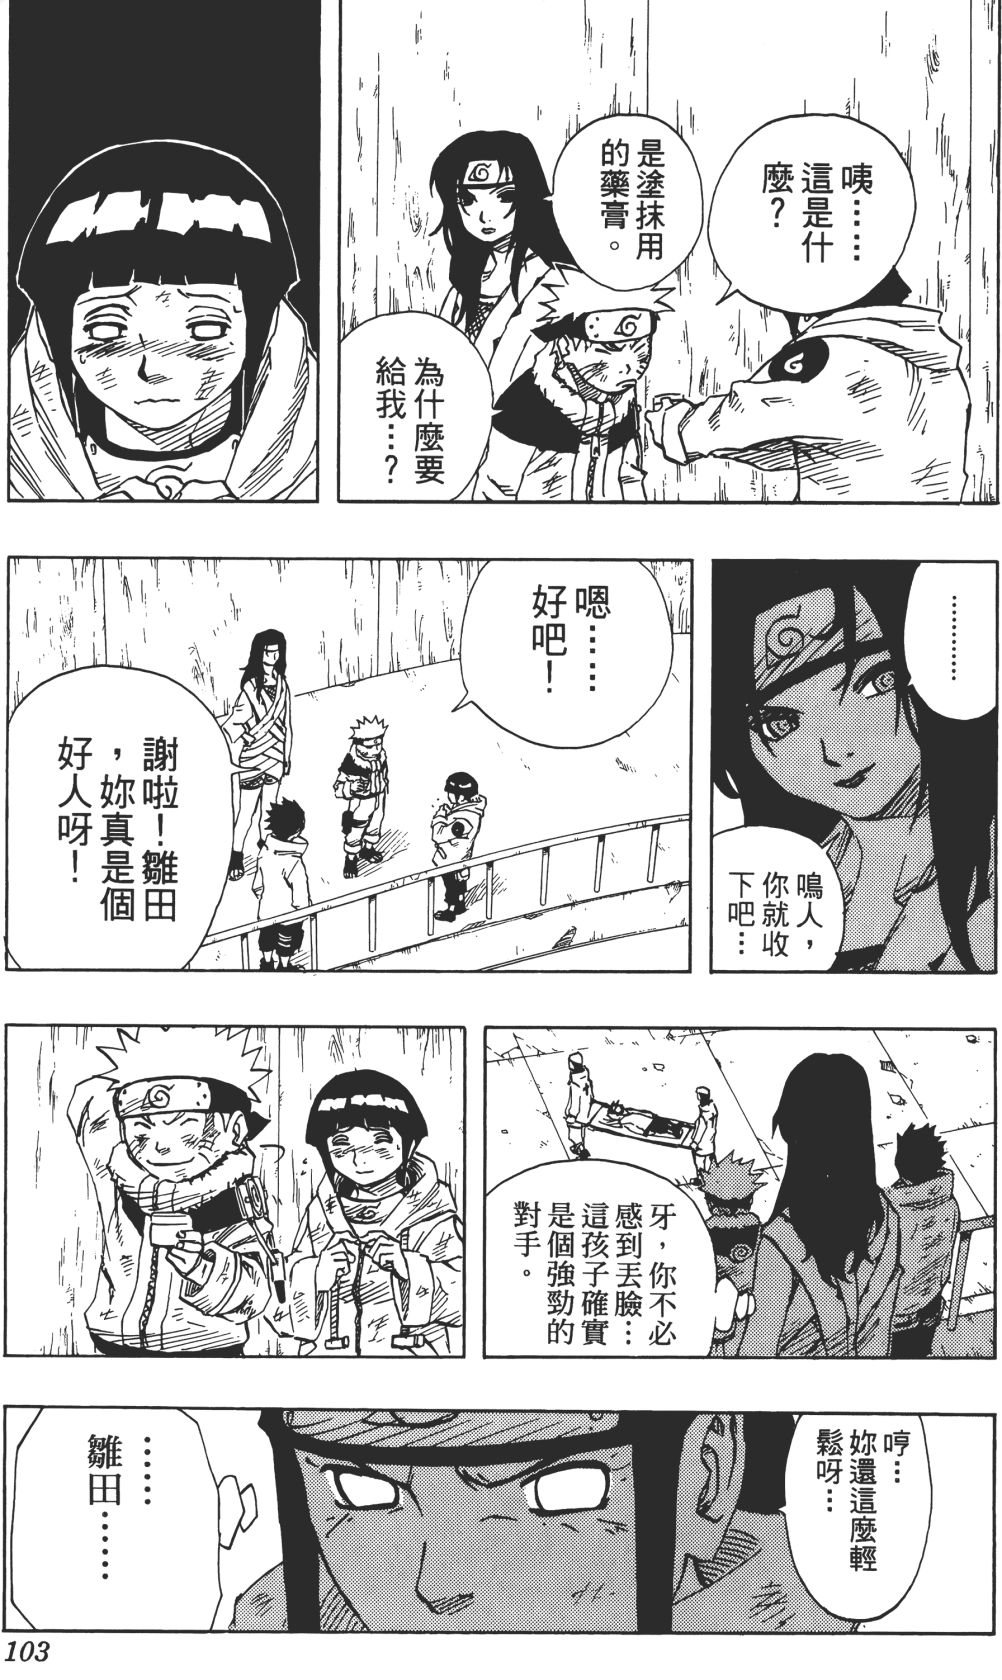 咦……
這是什
麼？
是塗抹用
的藥膏。
為什麼要
給我…？
…………
鳴人，
你就收
下吧…
嗯……
好吧！
謝啦！雛田
，妳真是個
好人呀！
牙，你不必
感到丟臉…
這孩子確實
是個強勁的
對手。
哼…
妳還這麼輕
鬆呀…
……
雛田……
103